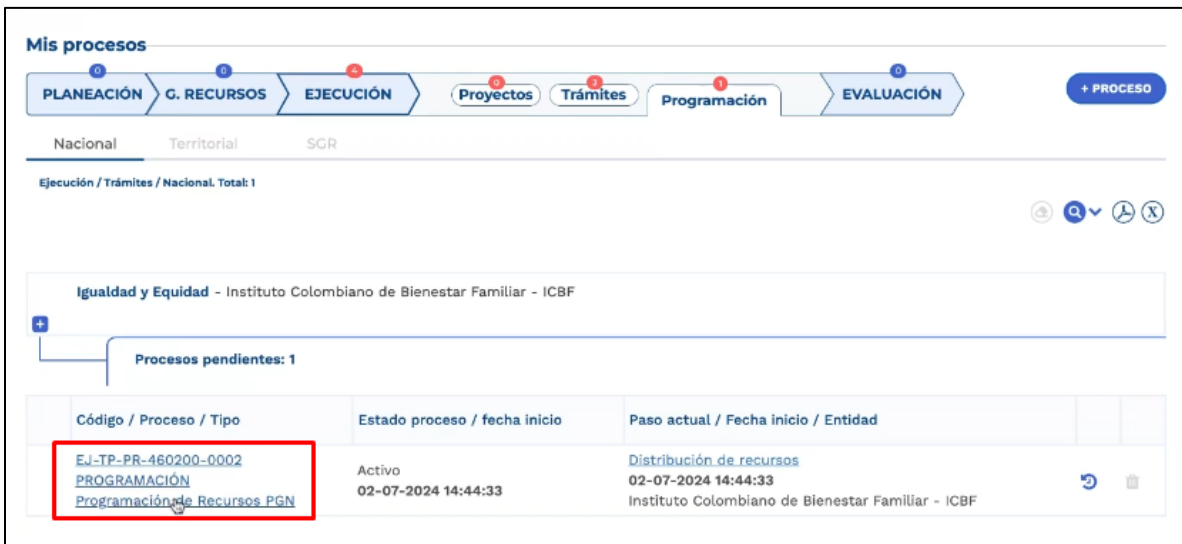 Mis procesos
0 0 4 0 1 0
PLANEACIÓN G. RECURSOS EJECUCIÓN Proyectos Trámites Programación EVALUACIÓN + PROCESO
Nacional Territorial SGR
Ejecución / Trámites / Nacional. Total: 1
X
Igualdad y Equidad - Instituto Colombiano de Bienestar Familiar - ICBF
+
Procesos pendientes: 1
Código / Proceso / Tipo Estado proceso / fecha inicio Paso actual / Fecha inicio / Entidad
EJ-TP-PR-460200-0002
PROGRAMACIÓN
Programación de Recursos PGN
Activo
02-07-2024 14:44:33
Distribución de recursos
02-07-2024 14:44:33
Instituto Colombiano de Bienestar Familiar - ICBF